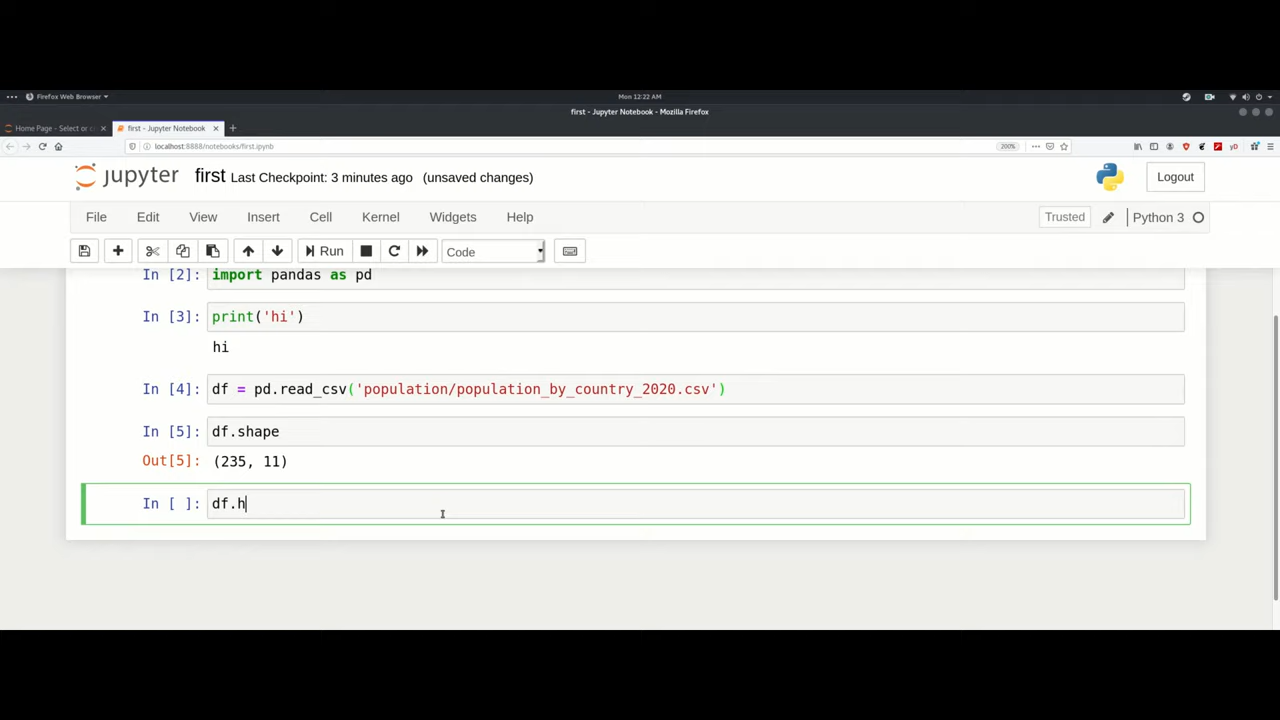 Firefox Web Browser
Mon 12:22 AM
first - Jupyter Notebook - Mozilla Firefox
Home Page - Select or c
first - Jupyter Notebook
localhost:8888/notebooks/first.ipynb
200%
jupyter first Last Checkpoint: 3 minutes ago (unsaved changes)
Logout
File Edit View Insert Cell Kernel Widgets Help
Trusted Python 3
Run Code
In [2]: import pandas as pd
In [3]: print('hi')
hi
In [4]: df = pd.read_csv('population/population_by_country_2020.csv')
In [5]: df.shape
Out[5]: (235, 11)
In [ ]: df.h